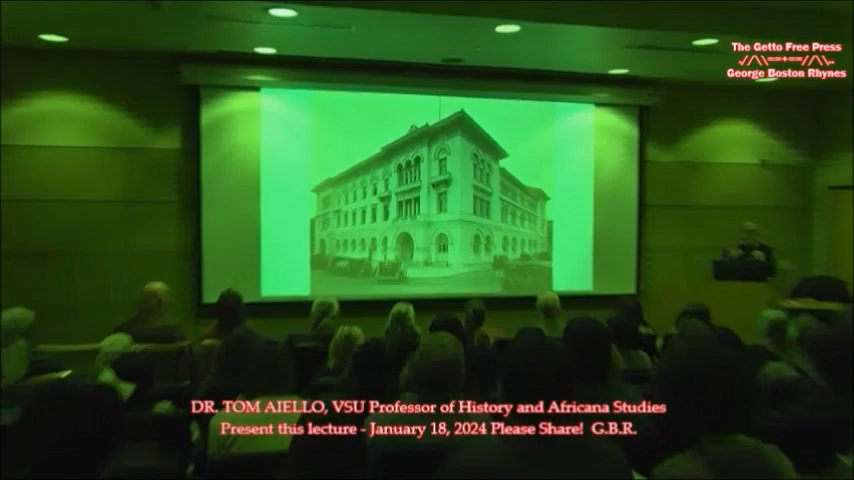 The Getto Free Press
./\/\\==+==//\/\..
George Boston Rhynes
DR. TOM AIELLO, VSU Professor of History and Africana Studies
Present this lecture - January 18, 2024 Please Share!  G.B.R.